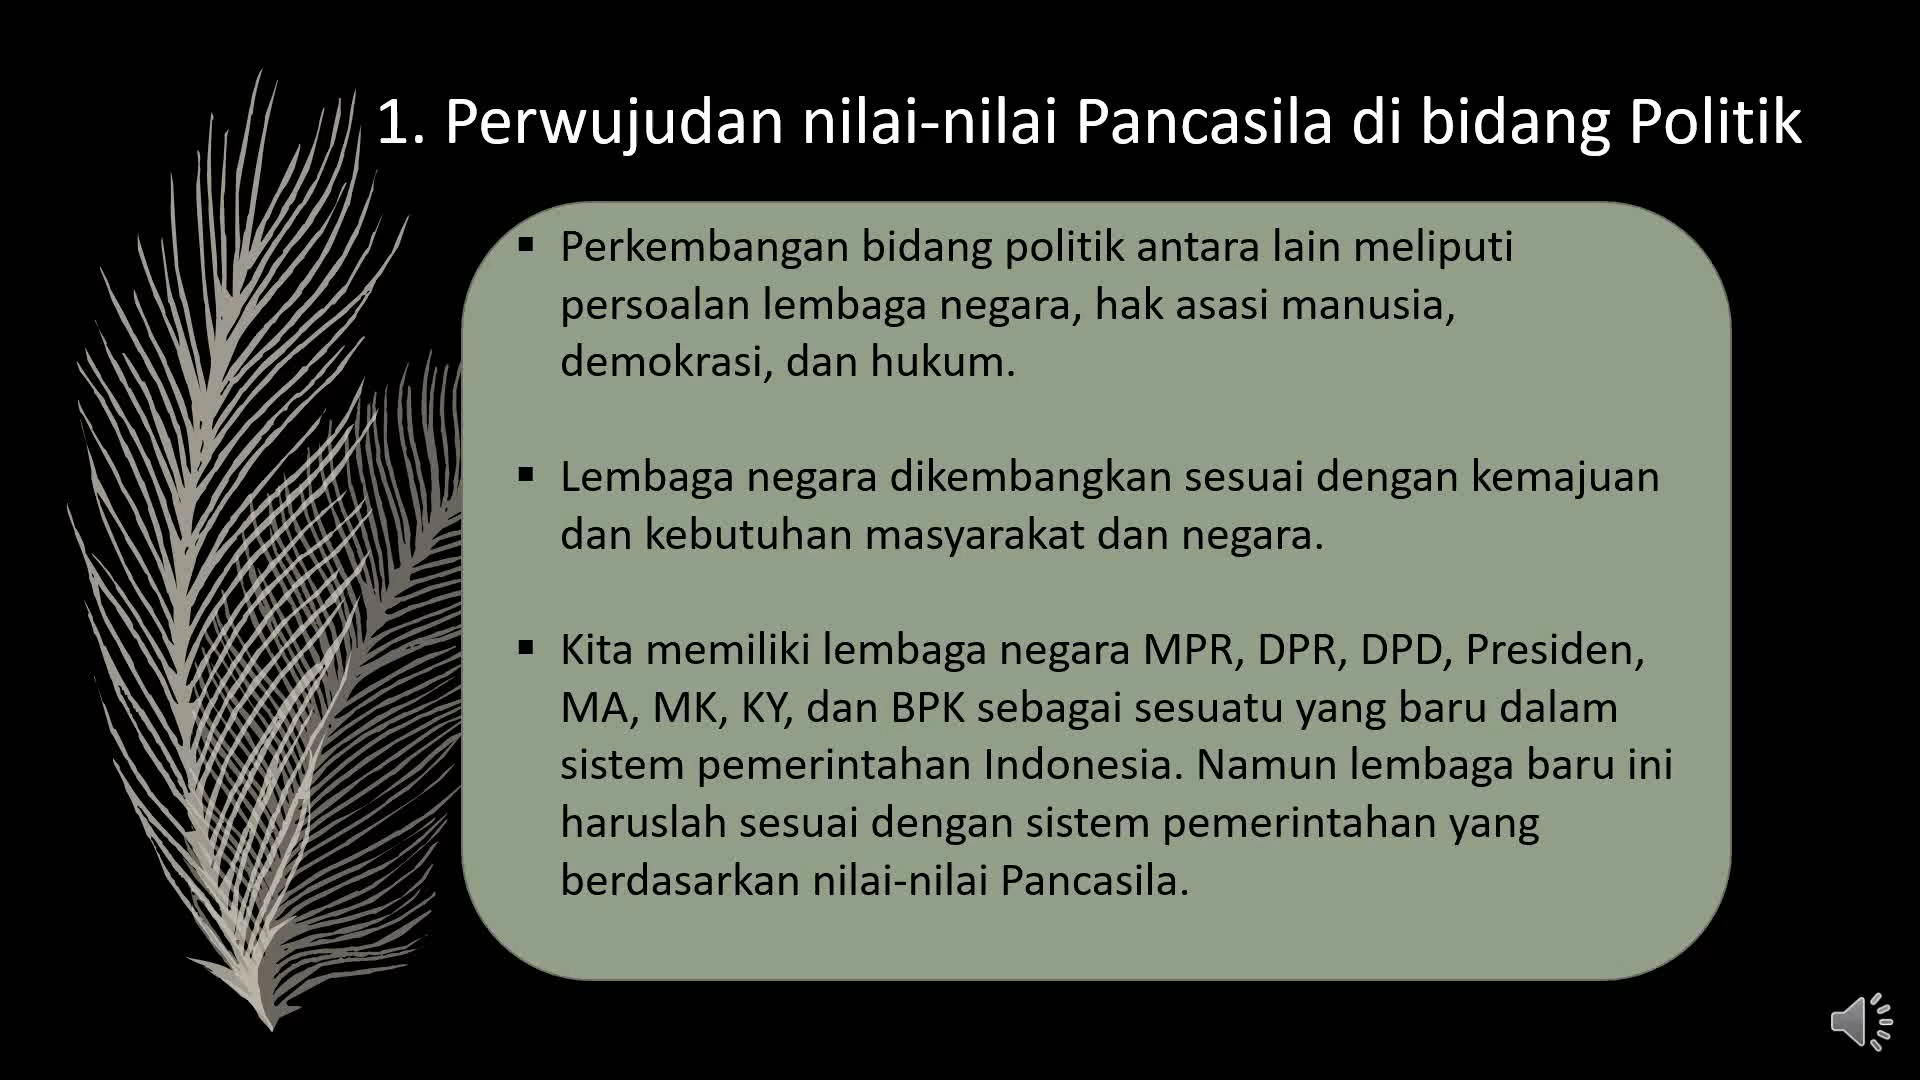 1. Perwujudan nilai-nilai Pancasila di bidang Politik
▪ Perkembangan bidang politik antara lain meliputi
persoalan lembaga negara, hak asasi manusia,
demokrasi, dan hukum.
▪ Lembaga negara dikembangkan sesuai dengan kemajuan
dan kebutuhan masyarakat dan negara.
▪ Kita memiliki lembaga negara MPR, DPR, DPD, Presiden,
MA, MK, KY, dan BPK sebagai sesuatu yang baru dalam
sistem pemerintahan Indonesia. Namun lembaga baru ini
haruslah sesuai dengan sistem pemerintahan yang
berdasarkan nilai-nilai Pancasila.